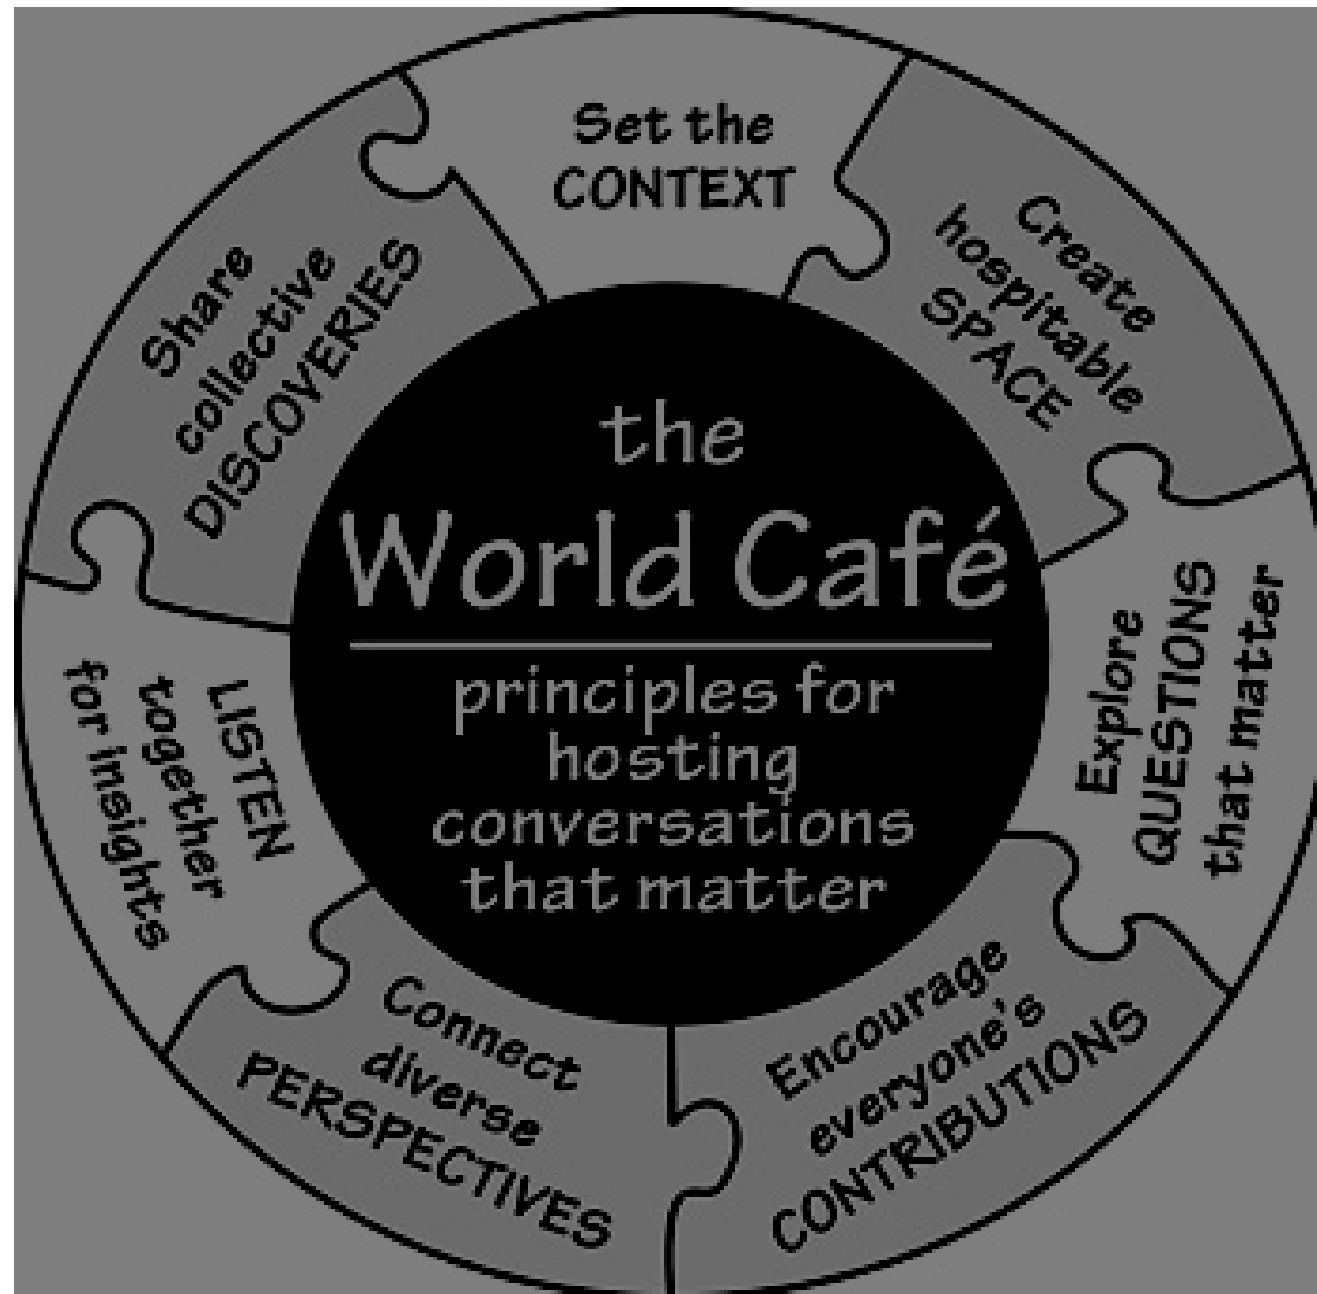 the
World Café
principles for
hosting
conversations
that matter
Set the
CONTEXT
Create
hospitable
SPACE
Explore
QUESTIONS
that matter
Encourage
everyone's
CONTRIBUTIONS
Connect
diverse
PERSPECTIVES
LISTEN
together
for insights
Share
collective
DISCOVERIES